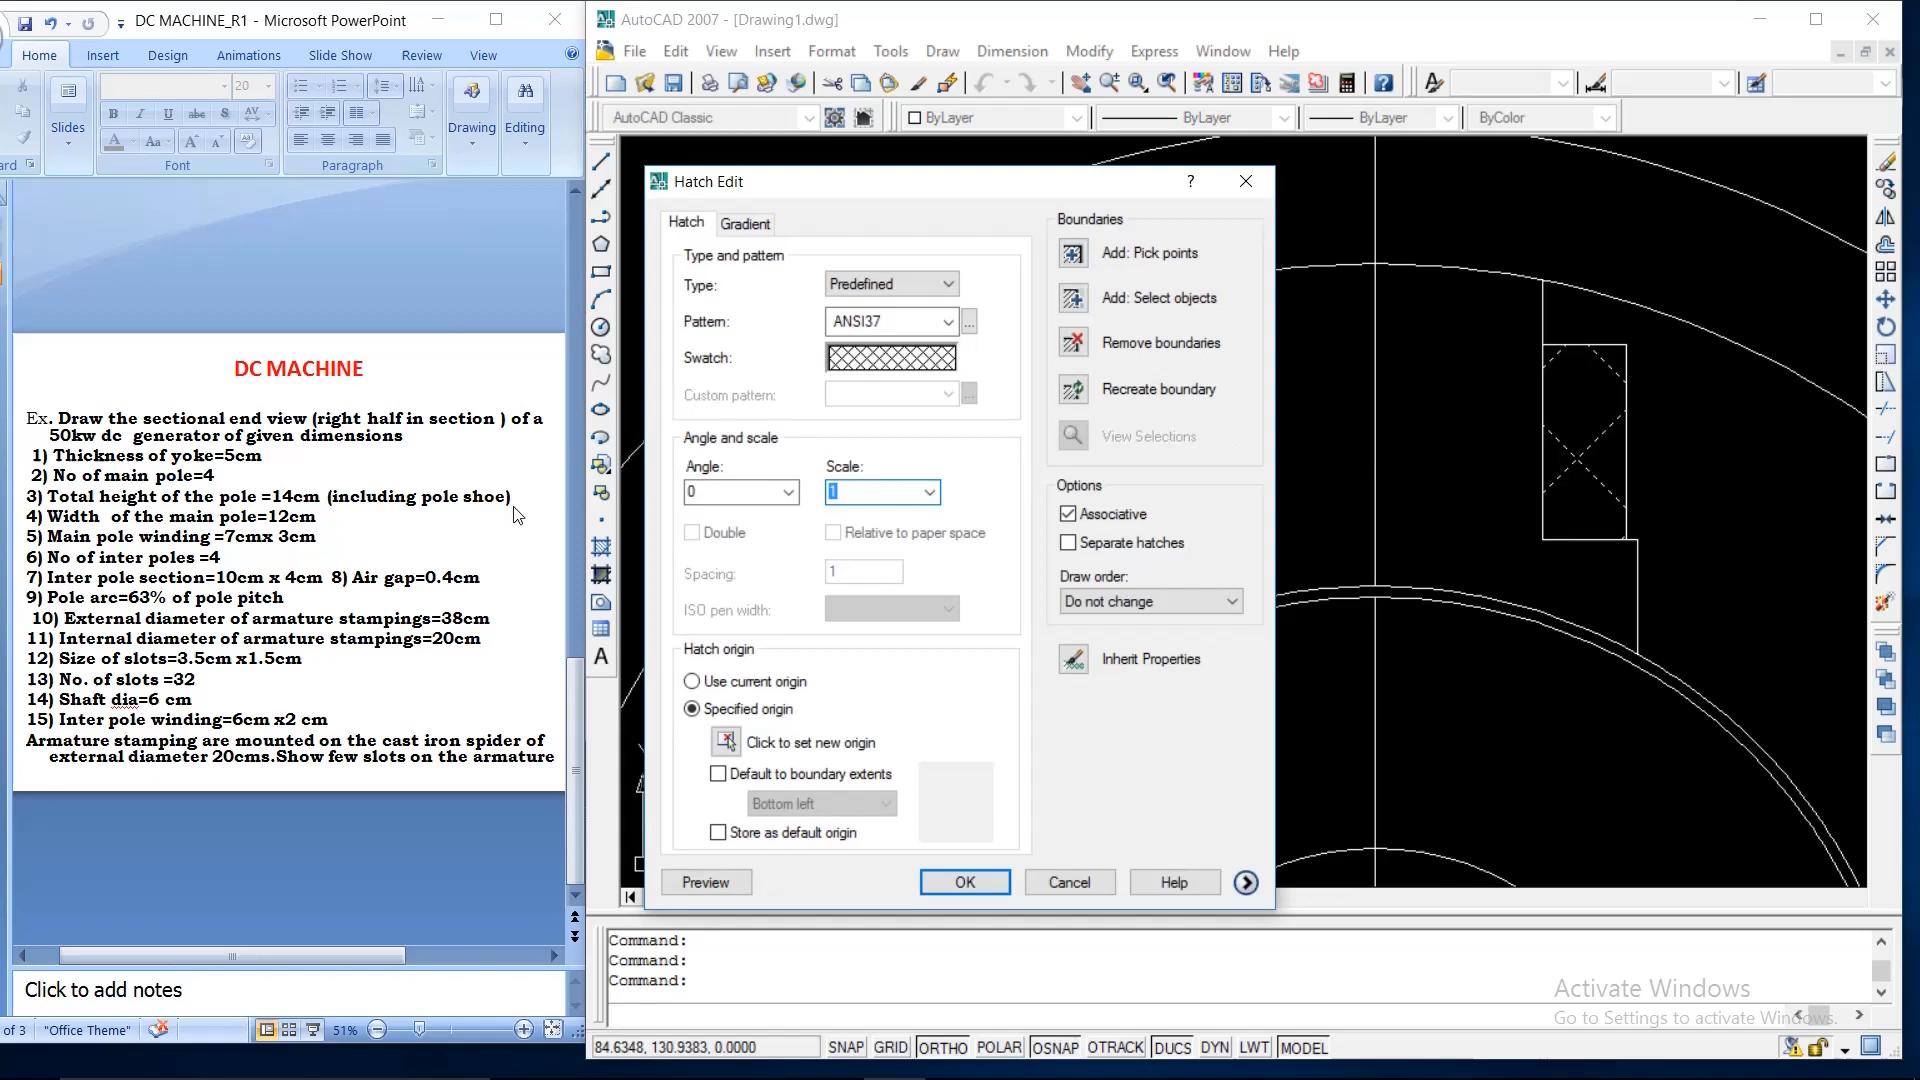 DC MACHINE_R1 - Microsoft PowerPoint
Home Insert Design Animations Slide Show Review View
Slides
20
B I U abc S AV
A Aa A A
Drawing
Editing
ard
Font
Paragraph
DC MACHINE
Ex. Draw the sectional end view (right half in section ) of a
50kw dc generator of given dimensions
1) Thickness of yoke=5cm
2) No of main pole=4
3) Total height of the pole =14cm (including pole shoe)
4) Width of the main pole=12cm
5) Main pole winding =7cmx 3cm
6) No of inter poles =4
7) Inter pole section=10cm x 4cm 8) Air gap=0.4cm
9) Pole arc=63% of pole pitch
10) External diameter of armature stampings=38cm
11) Internal diameter of armature stampings=20cm
12) Size of slots=3.5cm x1.5cm
13) No. of slots =32
14) Shaft dia=6 cm
15) Inter pole winding=6cm x2 cm
Armature stamping are mounted on the cast iron spider of
external diameter 20cms.Show few slots on the armature
Click to add notes
of 3 "Office Theme" 51%
AutoCAD 2007 - [Drawing1.dwg]
File Edit View Insert Format Tools Draw Dimension Modify Express Window Help
AutoCAD Classic ByLayer ByLayer ByLayer ByColor
A
Hatch Edit ?
Hatch Gradient
Type and pattern
Type: Predefined
Pattern: ANSI37 ...
Swatch:
Custom pattern: ...
Angle and scale
Angle: Scale:
0 1
Double Relative to paper space
Spacing: 1
ISO pen width:
Hatch origin
Use current origin
Specified origin
Click to set new origin
Default to boundary extents
Bottom left
Store as default origin
Boundaries
Add: Pick points
Add: Select objects
Remove boundaries
Recreate boundary
View Selections
Options
Associative
Separate hatches
Draw order:
Do not change
Inherit Properties
Preview OK Cancel Help
Command:
Command:
Command:
Activate Windows
Go to Settings to activate Windows.
84.6348, 130.9383, 0.0000 SNAP GRID ORTHO POLAR OSNAP OTRACK DUCS DYN LWT MODEL